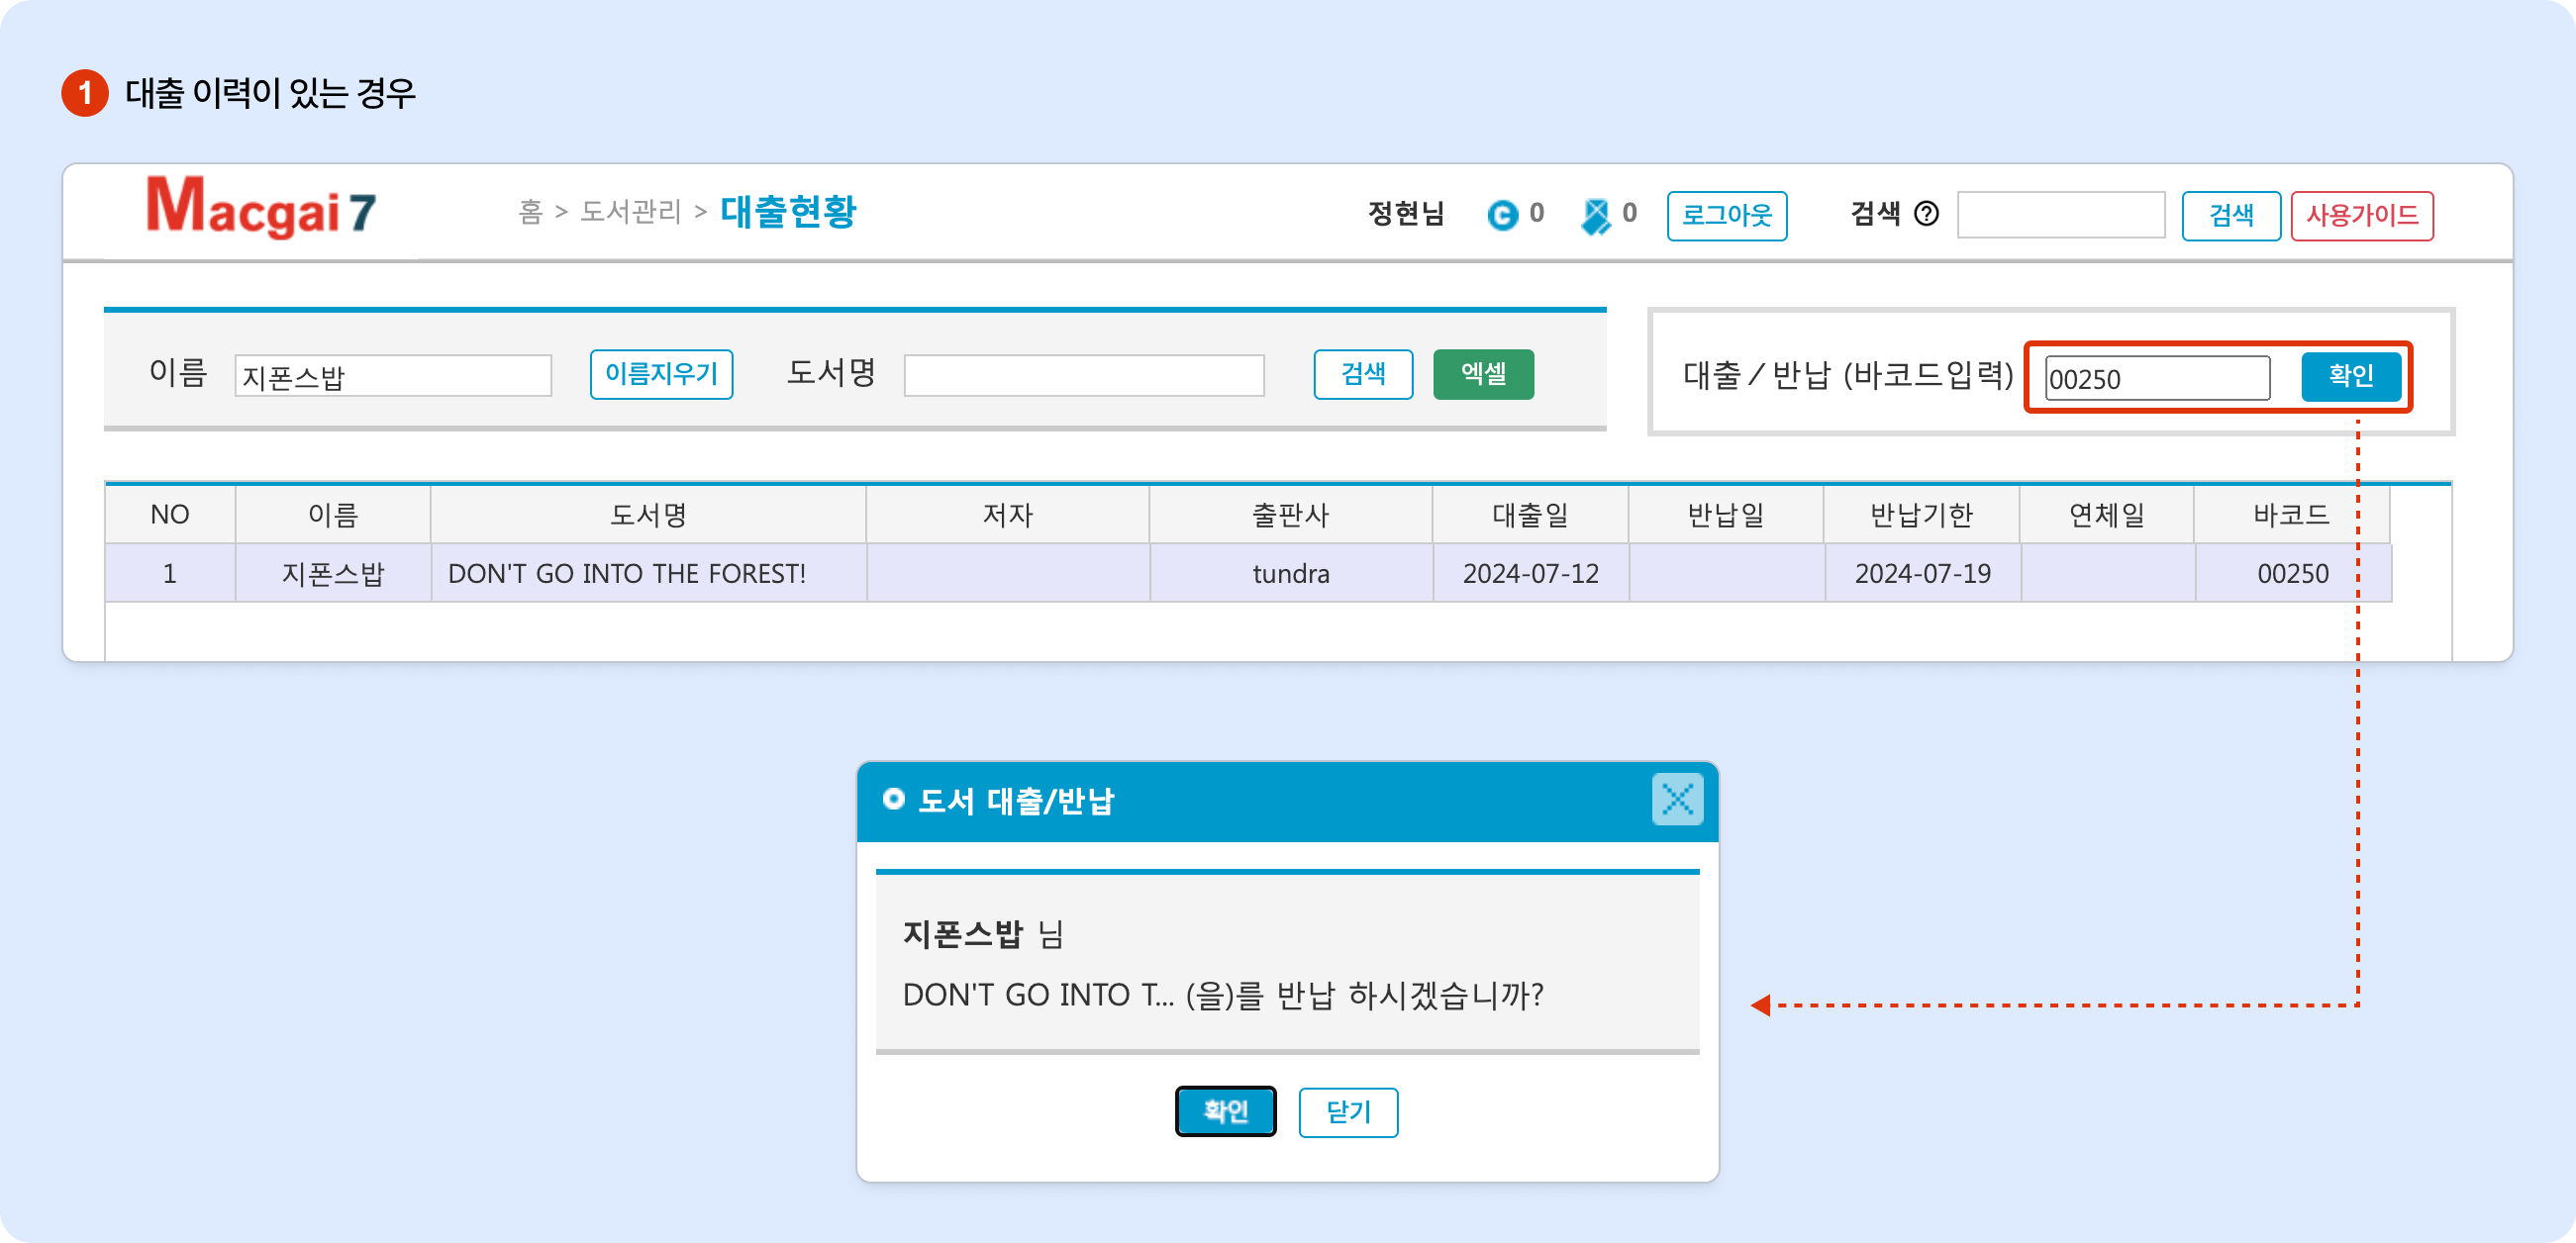 1 대출 이력이 있는 경우
Macgai 7 홈 > 도서관리 > 대출현황 정현님 C 0 0 로그아웃 검색 ? 검색 사용가이드
이름 지폰스밥 이름지우기 도서명 검색 엑셀 대출 / 반납 (바코드입력) 00250 확인
NO 이름 도서명 저자 출판사 대출일 반납일 반납기한 연체일 바코드
1 지폰스밥 DON'T GO INTO THE FOREST! tundra 2024-07-12 2024-07-19 00250
도서 대출/반납
지폰스밥 님
DON'T GO INTO T... (을)를 반납 하시겠습니까?
확인 닫기